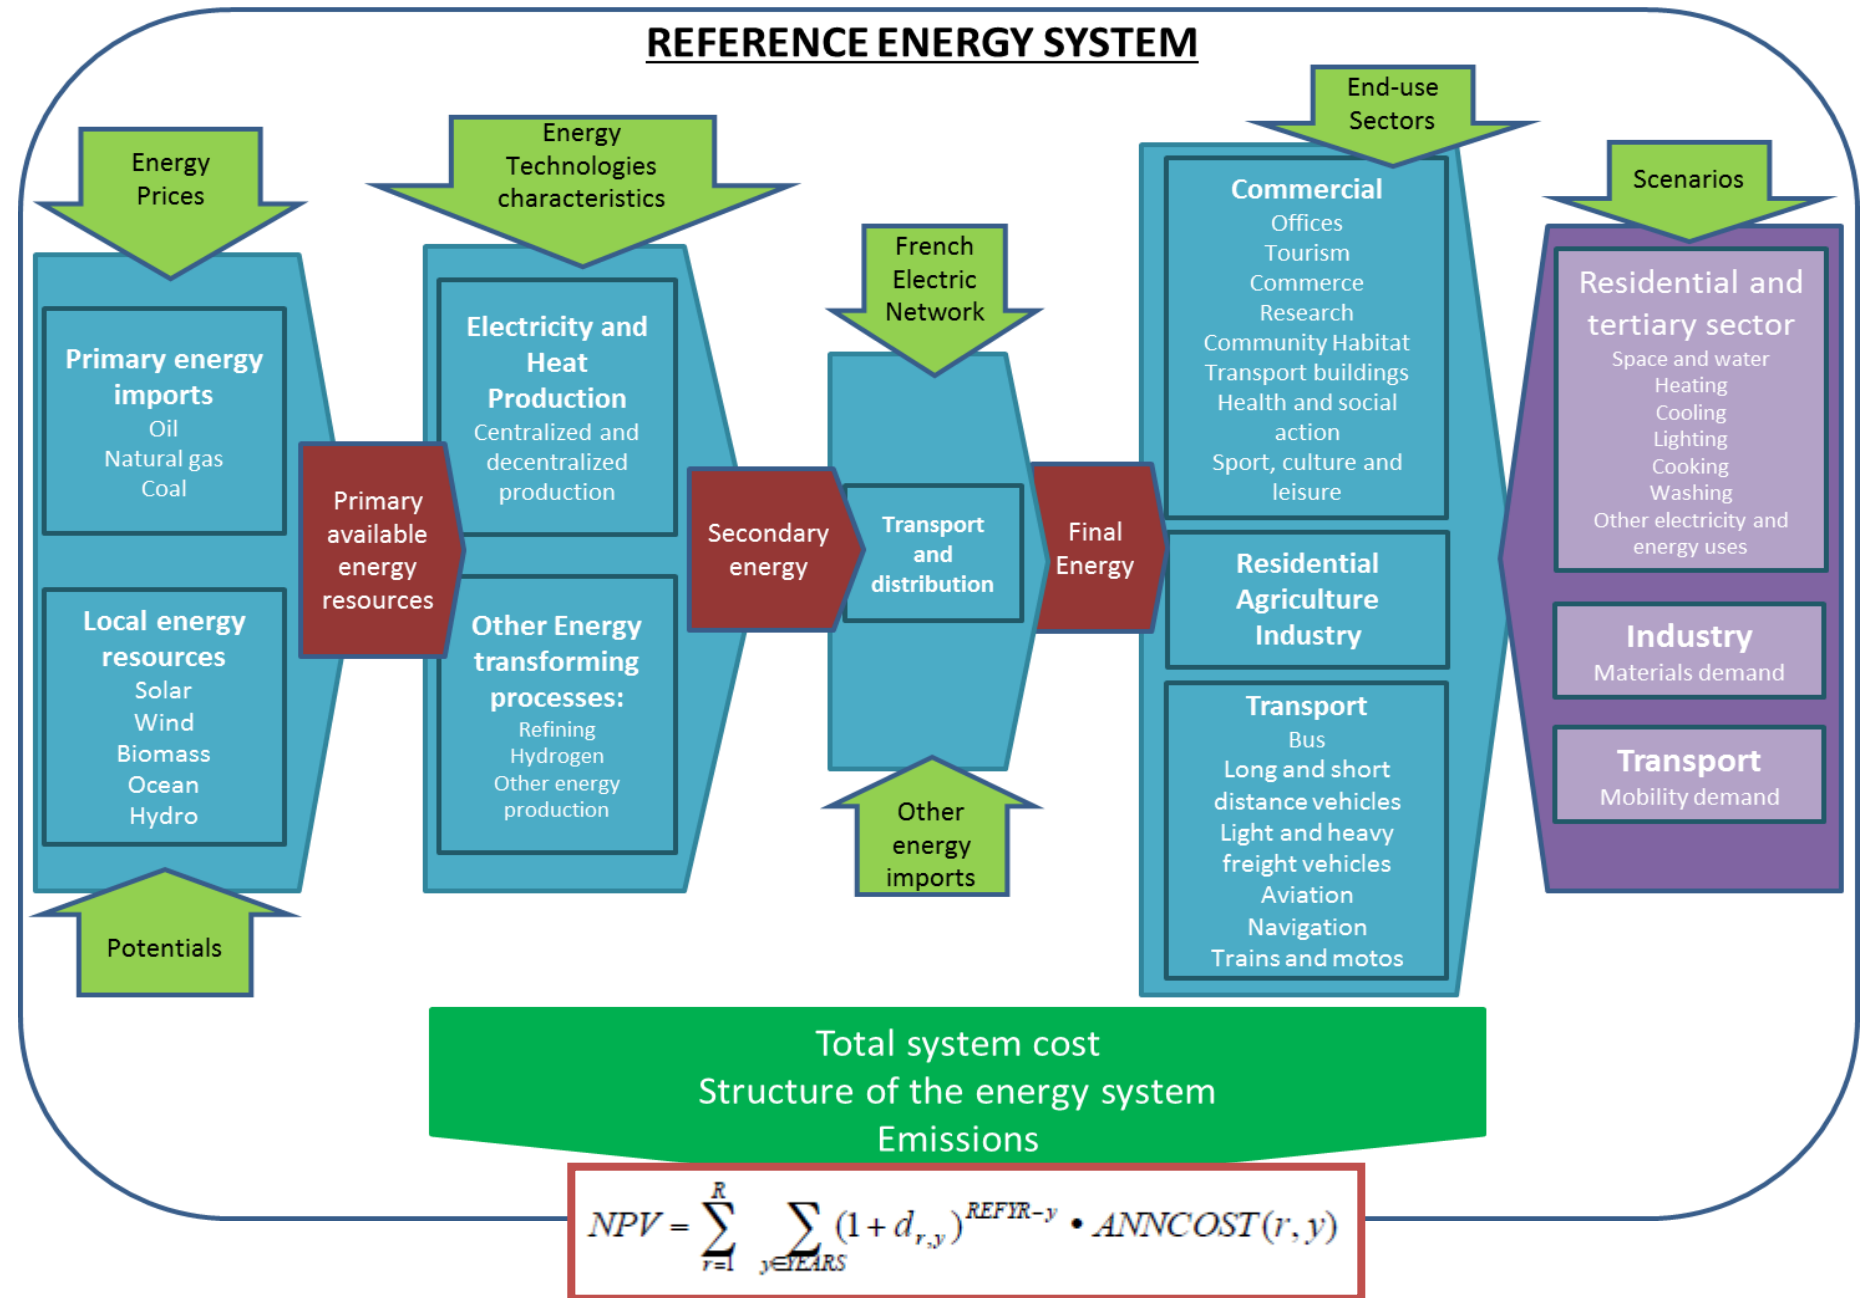 REFERENCE ENERGY SYSTEM
Energy
Prices
Primary energy
imports
Oil
Natural gas
Coal
Local energy
resources
Solar
Wind
Biomass
Ocean
Hydro
Potentials
Primary
available
energy
resources
Energy
Technologies
characteristics
Electricity and
Heat
Production
Centralized and
decentralized
production
Other Energy
transforming
processes:
Refining
Hydrogen
Other energy
production
Secondary
energy
French
Electric
Network
Transport
and
distribution
Other
energy
imports
Final
Energy
End-use
Sectors
Commercial
Offices
Tourism
Commerce
Research
Community Habitat
Transport buildings
Health and social
action
Sport, culture and
leisure
Residential
Agriculture
Industry
Transport
Bus
Long and short
distance vehicles
Light and heavy
freight vehicles
Aviation
Navigation
Trains and motos
Scenarios
Residential and
tertiary sector
Space and water
Heating
Cooling
Lighting
Cooking
Washing
Other electricity and
energy uses
Industry
Materials demand
Transport
Mobility demand
Total system cost
Structure of the energy system
Emissions
NPV = ∑_{r=1}^{R} ∑_{y∈YEARS} (1 + d_{r,y})^{REFYR−y} • ANNCOST(r, y)